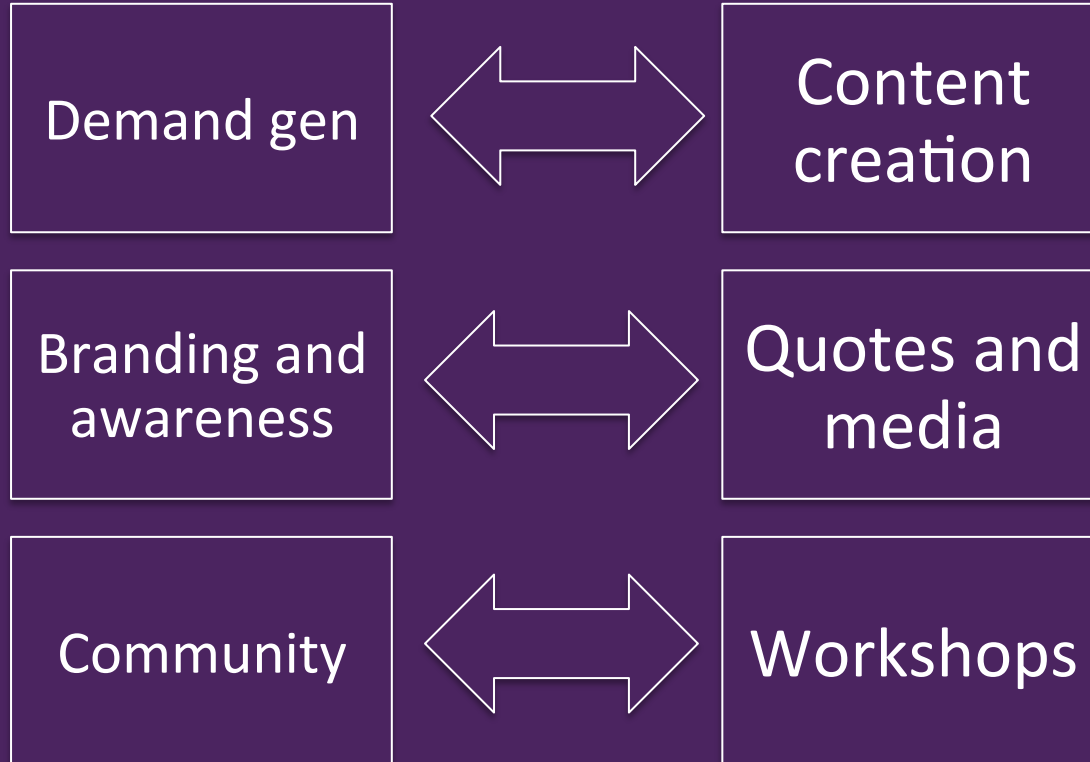 Demand gen
Content
creation
Branding and
awareness
Quotes and
media
Community
Workshops